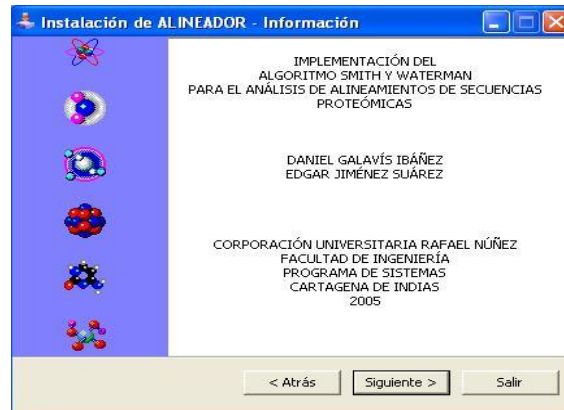 Instalación de ALINEADOR - Información
IMPLEMENTACIÓN DEL
ALGORITMO SMITH Y WATERMAN
PARA EL ANÁLISIS DE ALINEAMIENTOS DE SECUENCIAS
PROTEÓMICAS
DANIEL GALAVÍS IBÁÑEZ
EDGAR JIMÉNEZ SUÁREZ
CORPORACIÓN UNIVERSITARIA RAFAEL NÚÑEZ
FACULTAD DE INGENIERÍA
PROGRAMA DE SISTEMAS
CARTAGENA DE INDIAS
2005
< Atrás Siguiente > Salir